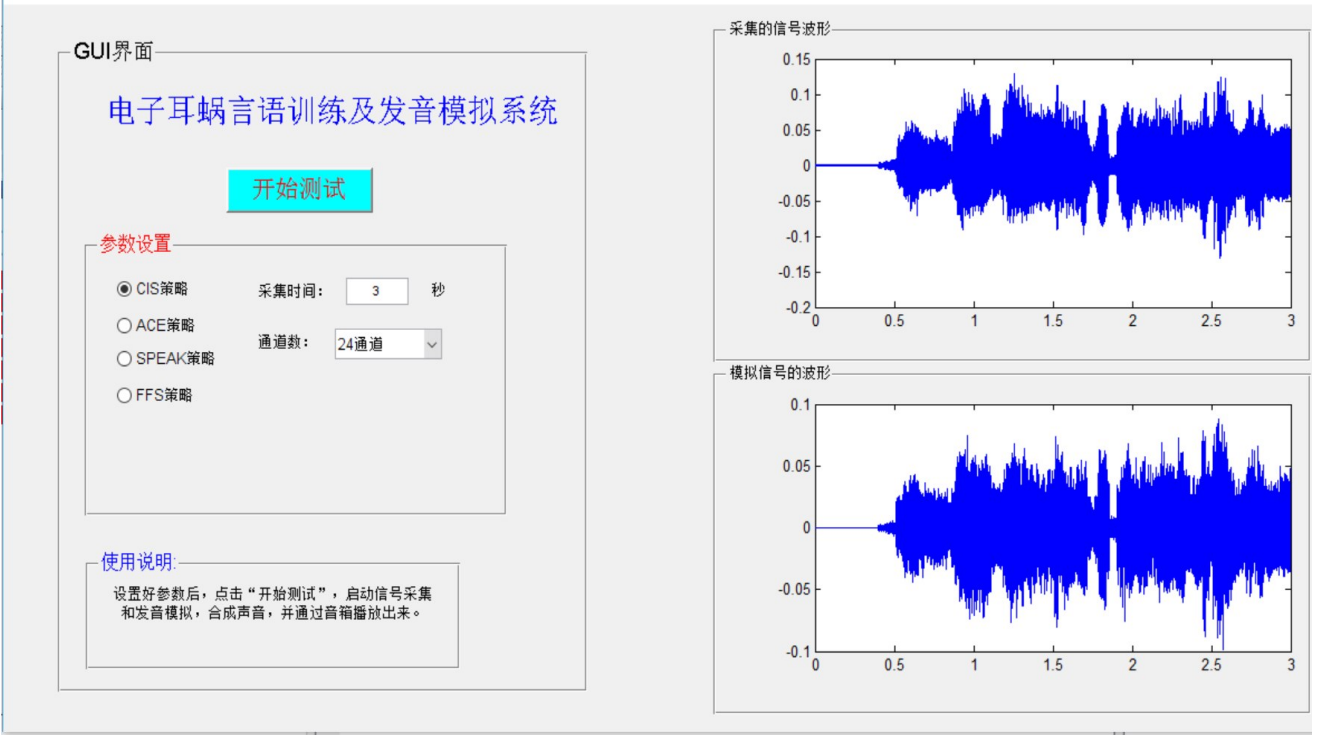 GUI界面
电子耳蜗言语训练及发音模拟系统
开始测试
参数设置
CIS策略
采集时间: 3 秒
ACE策略
通道数: 24通道
SPEAK策略
FFS策略
使用说明:
设置好参数后，点击“开始测试”，启动信号采集
和发音模拟，合成声音，并通过音箱播放出来。
采集的信号波形
0.15
0.1
0.05
0
-0.05
-0.1
-0.15
-0.2
0 0.5 1 1.5 2 2.5 3
模拟信号的波形
0.1
0.05
0
-0.05
-0.1
0 0.5 1 1.5 2 2.5 3